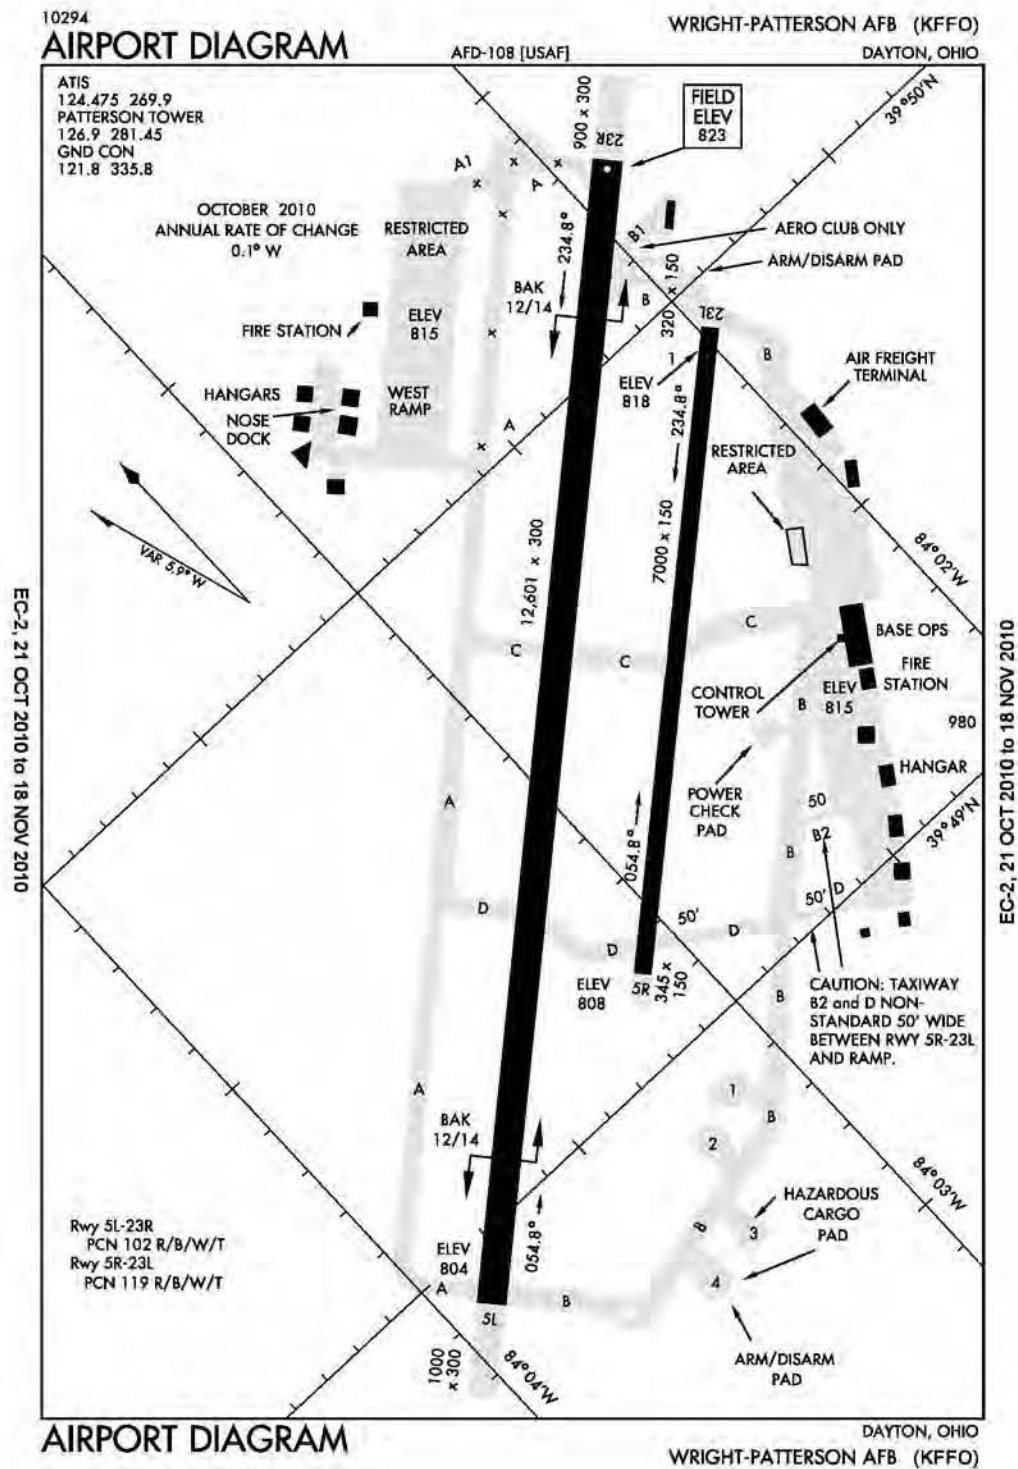 10294
AIRPORT DIAGRAM
AFD-108 [USAF]
WRIGHT-PATTERSON AFB (KFFO)
DAYTON, OHIO
ATIS
124.475 269.9
PATTERSON TOWER
126.9 281.45
GND CON
121.8 335.8
OCTOBER 2010
ANNUAL RATE OF CHANGE
0.1° W
900 x 300
23R
FIELD
ELEV
823
39°50'N
A1
A
RESTRICTED
AREA
234.8°
B1
AERO CLUB ONLY
ARM/DISARM PAD
BAK
12/14
B
320 x 150
23L
FIRE STATION
ELEV
815
1
B
AIR FREIGHT
TERMINAL
ELEV
818
HANGARS
WEST
RAMP
NOSE
DOCK
A
234.8°
RESTRICTED
AREA
VAR 5.9° W
12,601 x 300
7000 x 150
84°02'W
C
C
C
BASE OPS
FIRE
STATION
CONTROL
TOWER
ELEV
815
B
980
HANGAR
POWER
CHECK
PAD
50
B2
39°49'N
A
054.8°
B
50' D
D
50'
D
D
ELEV
808
5R
345 x
150
B
CAUTION: TAXIWAY
B2 and D NON-
STANDARD 50' WIDE
BETWEEN RWY 5R-23L
AND RAMP.
A
1
B
BAK
12/14
2
84°03'W
HAZARDOUS
CARGO
PAD
B
3
054.8°
Rwy 5L-23R
PCN 102 R/B/W/T
Rwy 5R-23L
PCN 119 R/B/W/T
ELEV
804
A
4
B
5L
1000
x 300
84°04'W
ARM/DISARM
PAD
EC-2, 21 OCT 2010 to 18 NOV 2010
EC-2, 21 OCT 2010 to 18 NOV 2010
AIRPORT DIAGRAM
DAYTON, OHIO
WRIGHT-PATTERSON AFB (KFFO)